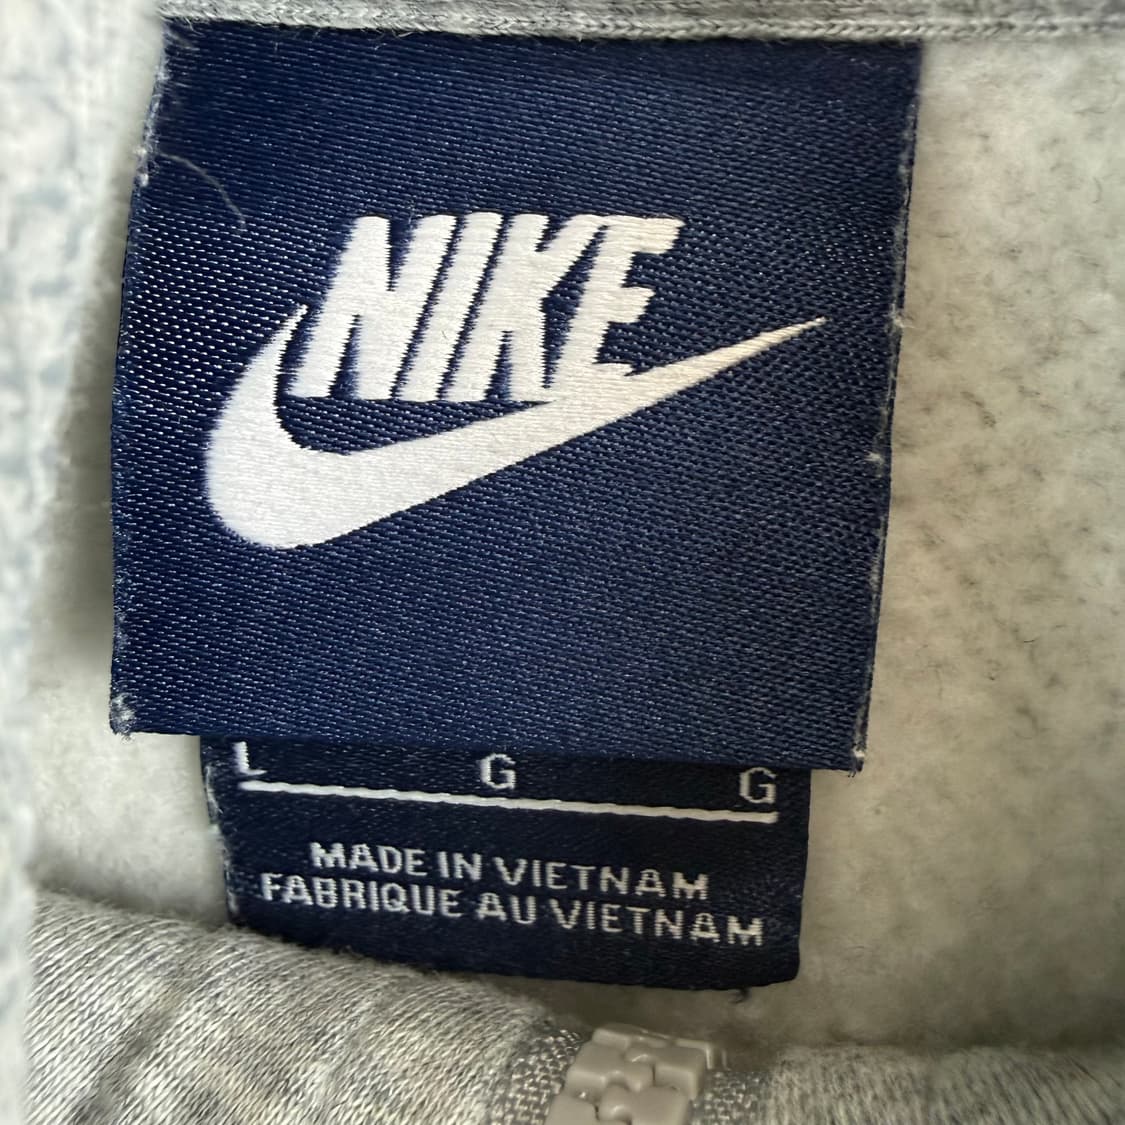 NIKE
L G G
MADE IN VIETNAM
FABRIQUE AU VIETNAM